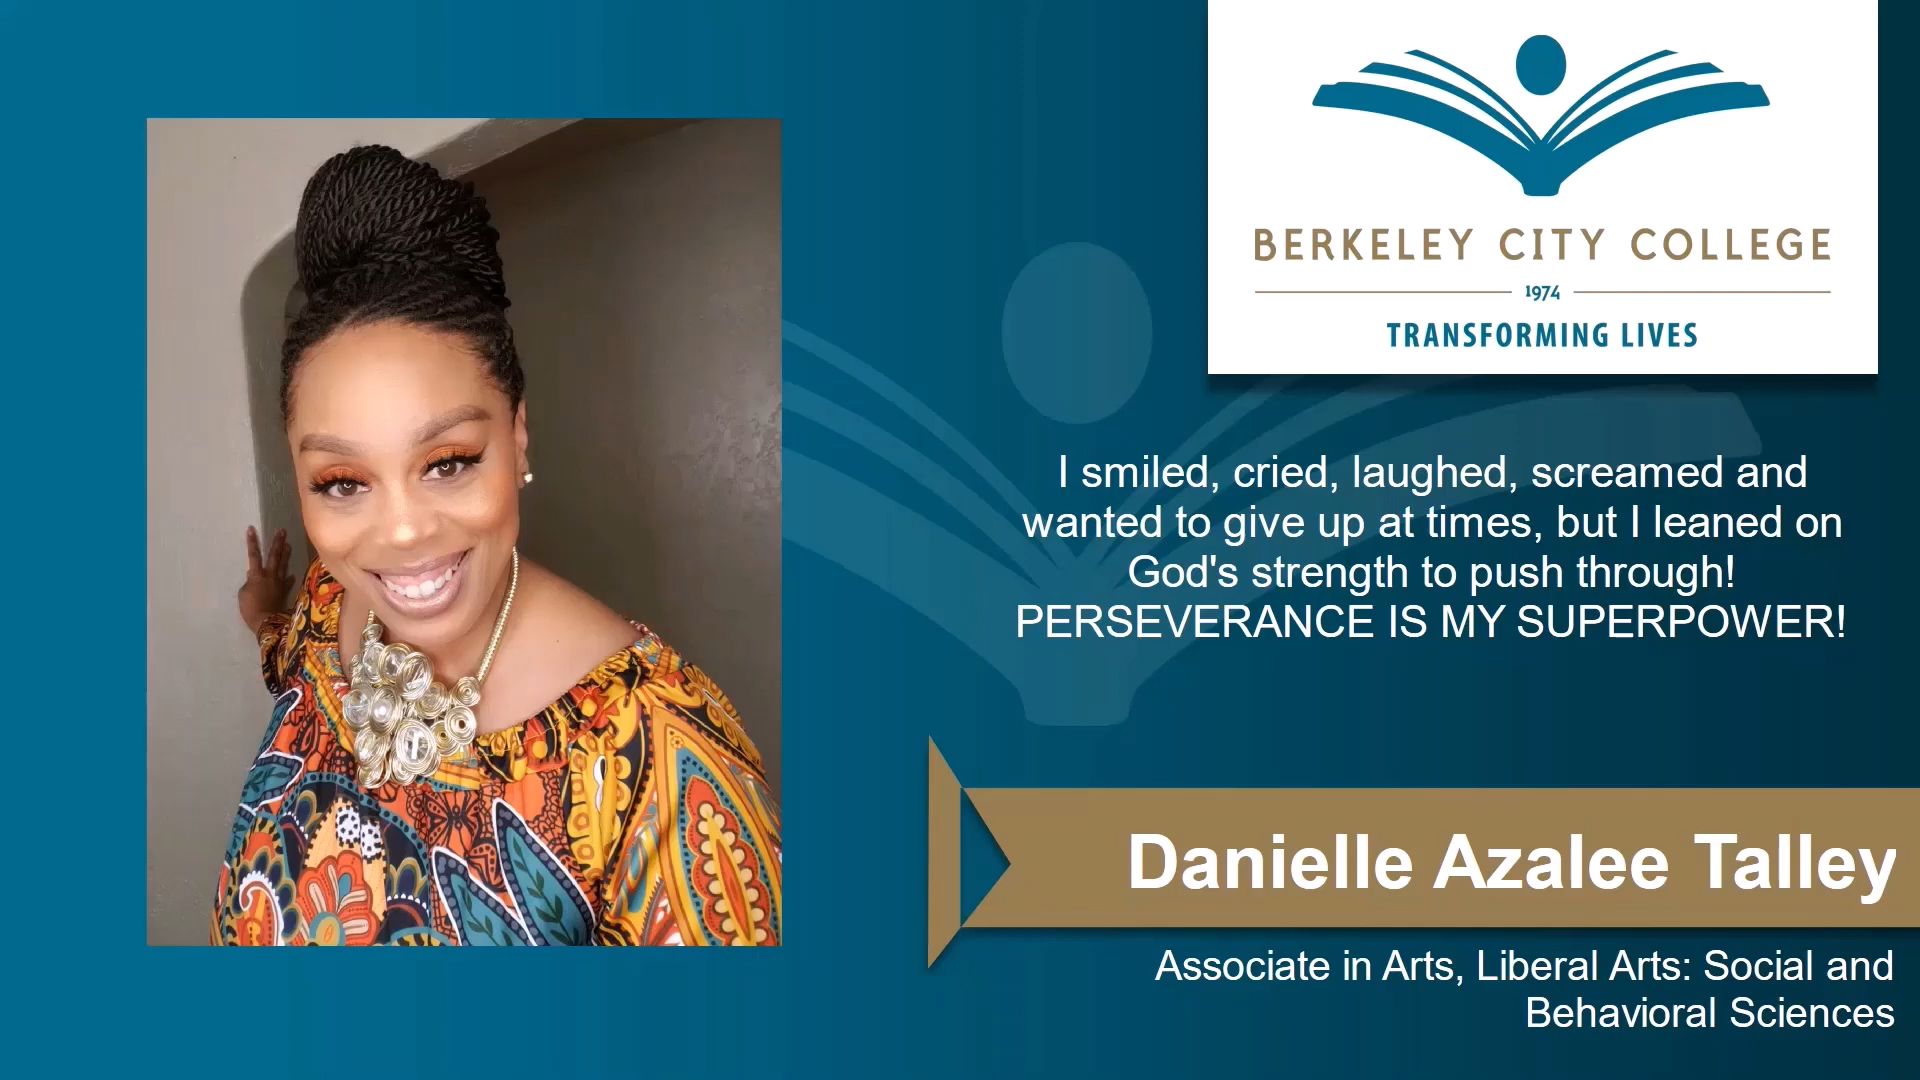 BERKELEY CITY COLLEGE
1974
TRANSFORMING LIVES
I smiled, cried, laughed, screamed and
wanted to give up at times, but I leaned on
God's strength to push through!
PERSEVERANCE IS MY SUPERPOWER!
Danielle Azalee Talley
Associate in Arts, Liberal Arts: Social and
Behavioral Sciences